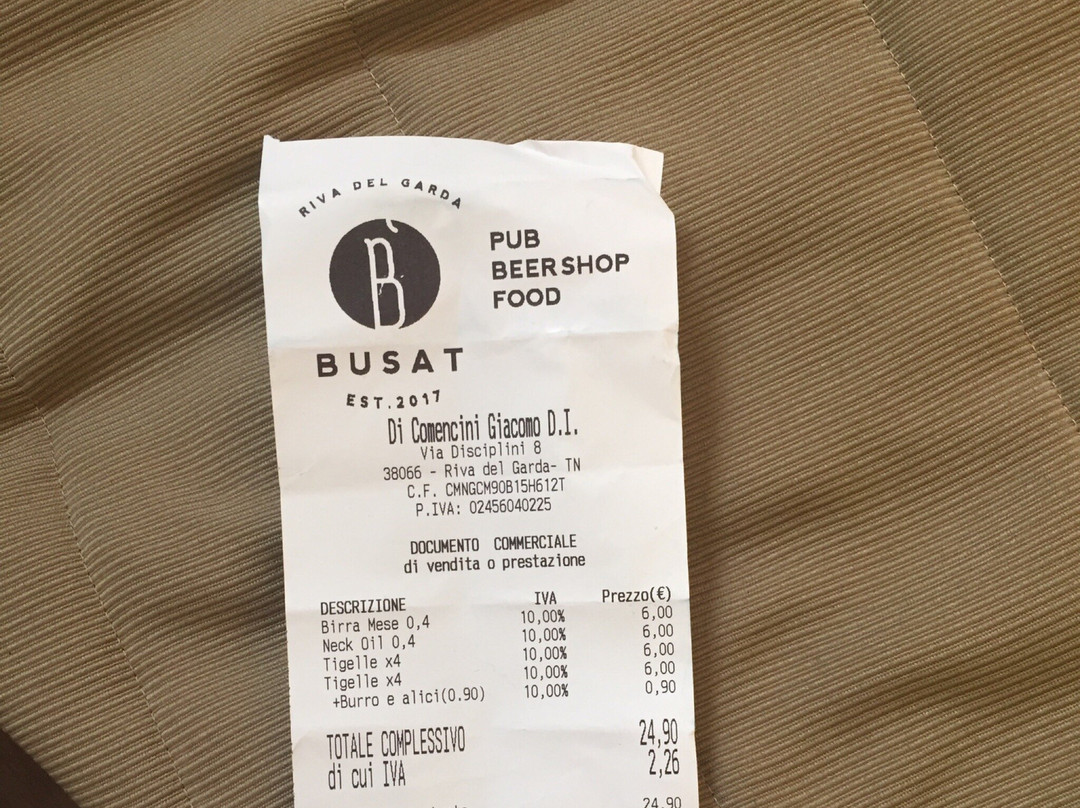 RIVA DEL GARDA
B
PUB
BEERSHOP
FOOD
BUSAT
EST.2017
Di Comencini Giacomo D.I.
Via Disciplini 8
38066 - Riva del Garda- TN
C.F. CMNGCM90B15H612T
P.IVA: 02456040225
DOCUMENTO COMMERCIALE
di vendita o prestazione
DESCRIZIONE IVA Prezzo(€)
Birra Mese 0,4 10,00% 6,00
Neck Oil 0,4 10,00% 6,00
Tigelle x4 10,00% 6,00
Tigelle x4 10,00% 6,00
+Burro e alici(0.90) 10,00% 0,90
TOTALE COMPLESSIVO 24,90
di cui IVA 2,26
24,90